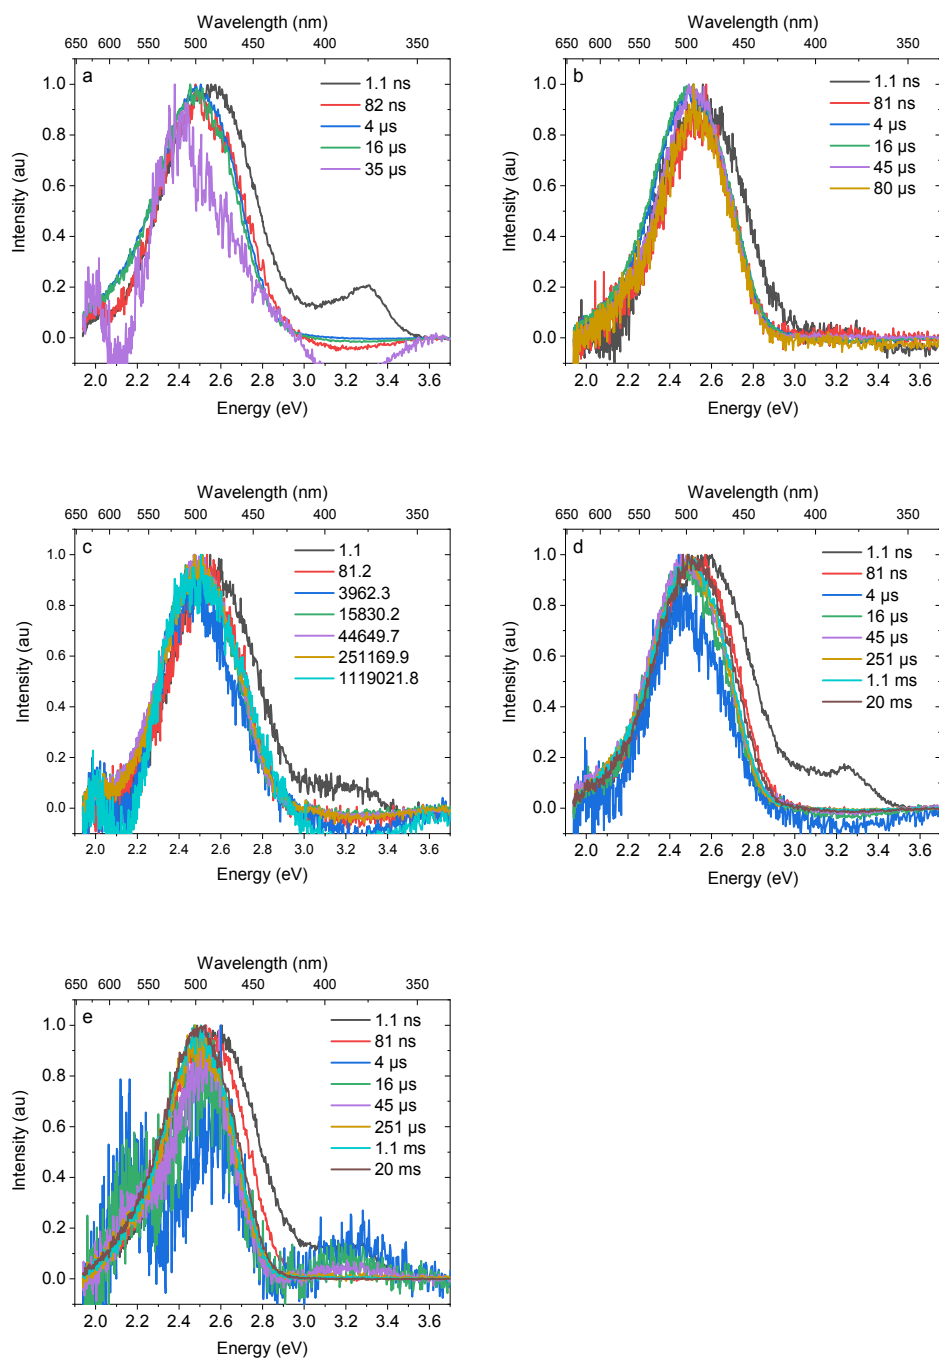 Wavelength (nm)
650 600 550 500 450 400 350
a
1.1 ns
82 ns
4 µs
16 µs
35 µs
1.0
0.8
0.6
0.4
0.2
0.0
Intensity (au)
2.0 2.2 2.4 2.6 2.8 3.0 3.2 3.4 3.6
Energy (eV)
Wavelength (nm)
650 600 550 500 450 400 350
b
1.1 ns
81 ns
4 µs
16 µs
45 µs
80 µs
1.0
0.8
0.6
0.4
0.2
0.0
Intensity (au)
2.0 2.2 2.4 2.6 2.8 3.0 3.2 3.4 3.6
Energy (eV)
Wavelength (nm)
650 600 550 500 450 400 350
c
1.1
81.2
3962.3
15830.2
44649.7
251169.9
1119021.8
1.0
0.8
0.6
0.4
0.2
0.0
Intensity (au)
2.0 2.2 2.4 2.6 2.8 3.0 3.2 3.4 3.6
Energy (eV)
Wavelength (nm)
650 600 550 500 450 400 350
d
1.1 ns
81 ns
4 µs
16 µs
45 µs
251 µs
1.1 ms
20 ms
1.0
0.8
0.6
0.4
0.2
0.0
Intensity (au)
2.0 2.2 2.4 2.6 2.8 3.0 3.2 3.4 3.6
Energy (eV)
Wavelength (nm)
650 600 550 500 450 400 350
e
1.1 ns
81 ns
4 µs
16 µs
45 µs
251 µs
1.1 ms
20 ms
1.0
0.8
0.6
0.4
0.2
0.0
Intensity (au)
2.0 2.2 2.4 2.6 2.8 3.0 3.2 3.4 3.6
Energy (eV)